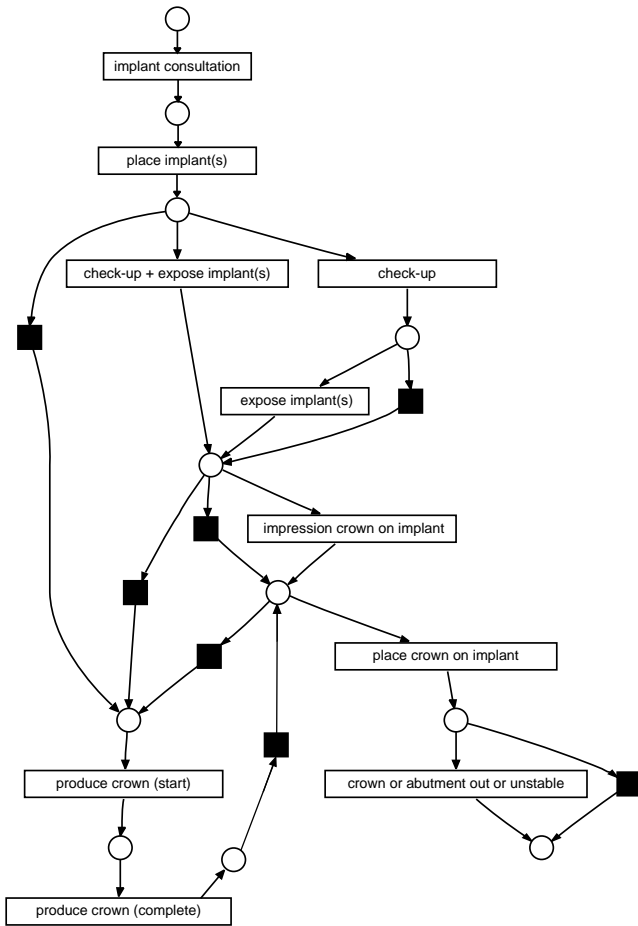 implant consultation
place implant(s)
check-up + expose implant(s)
check-up
expose implant(s)
impression crown on implant
place crown on implant
produce crown (start)
crown or abutment out or unstable
produce crown (complete)